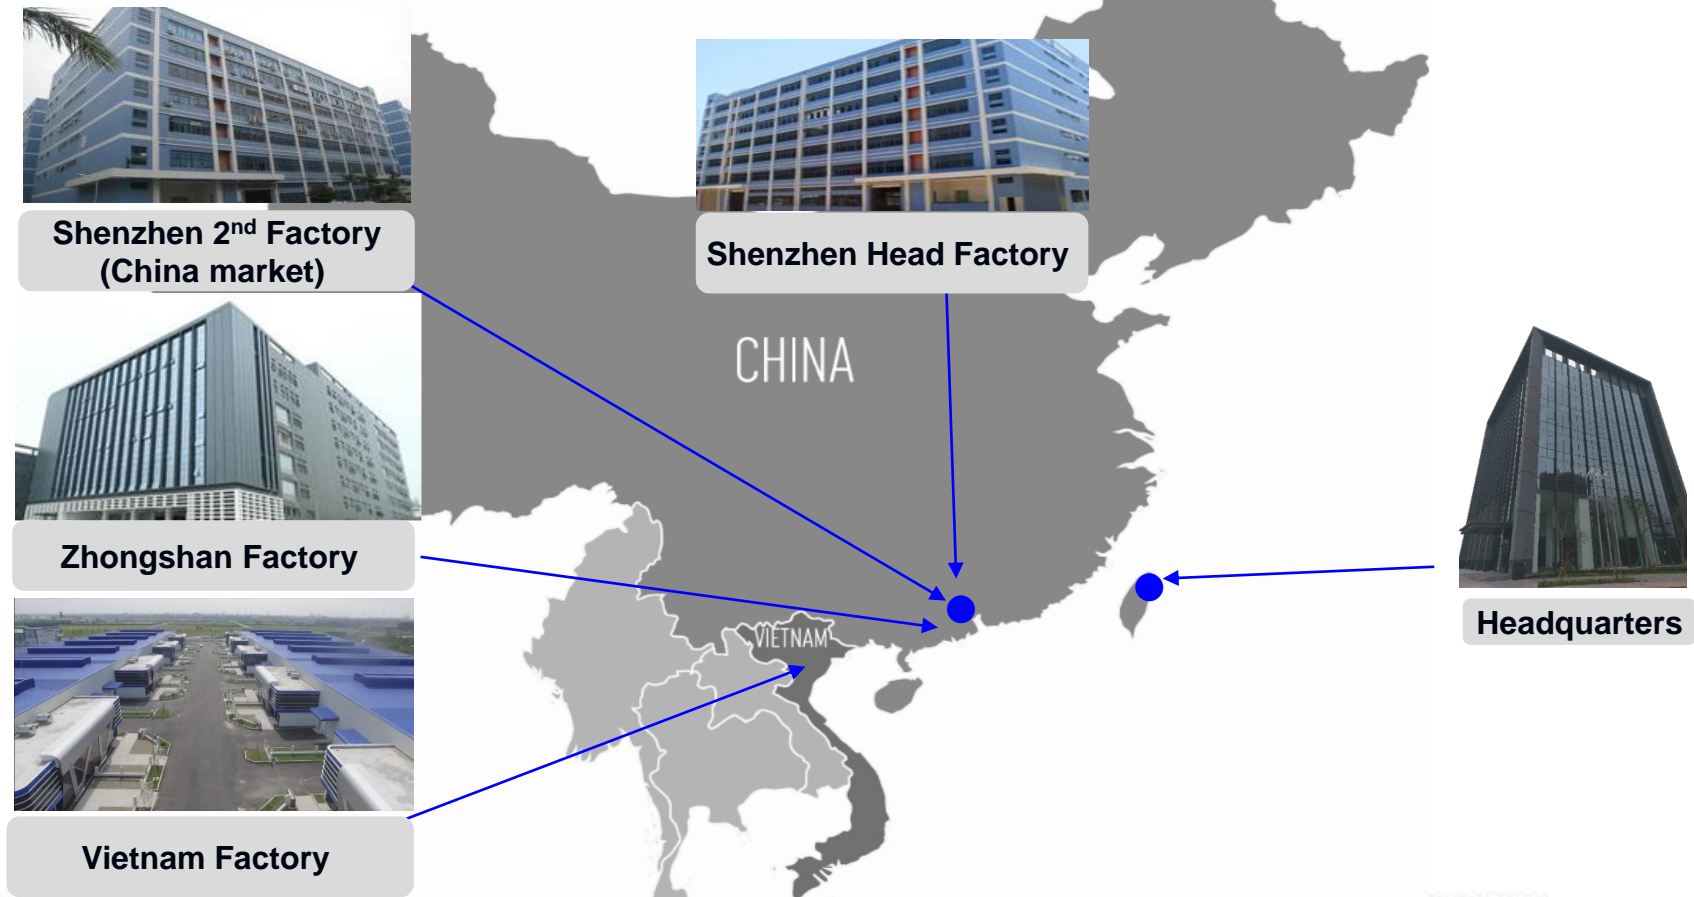 Shenzhen 2nd Factory
(China market)
Shenzhen Head Factory
CHINA
Zhongshan Factory
VIETNAM
Headquarters
Vietnam Factory